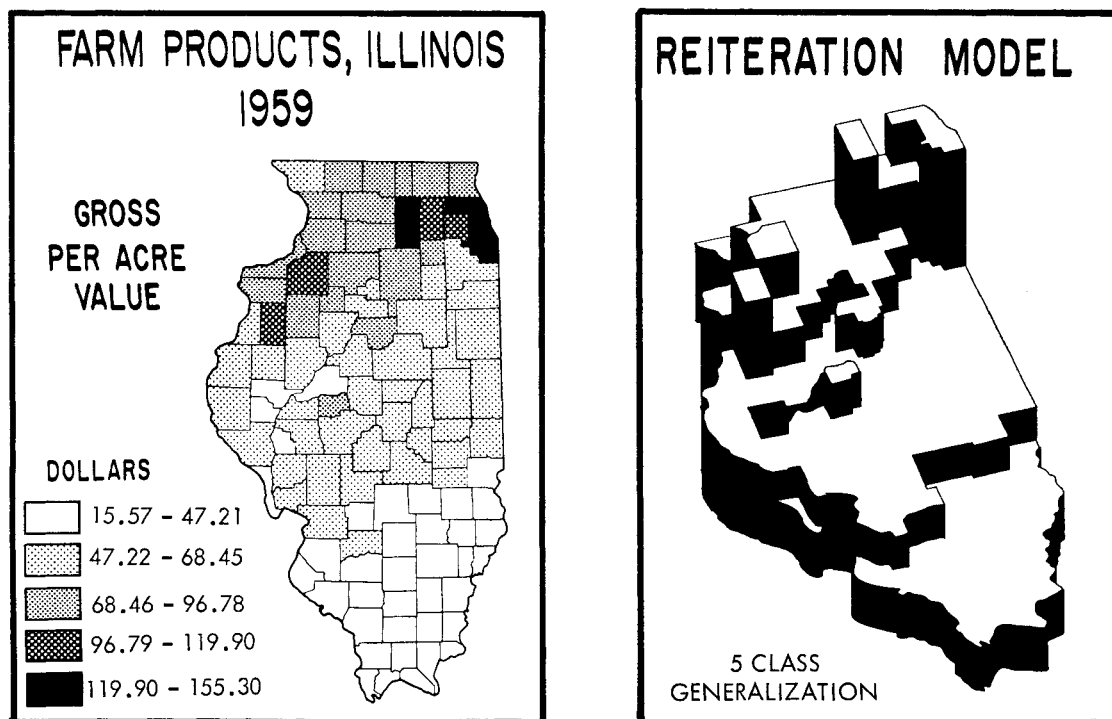 FARM PRODUCTS, ILLINOIS
1959
GROSS
PER ACRE
VALUE
DOLLARS
15.57 - 47.21
47.22 - 68.45
68.46 - 96.78
96.79 - 119.90
119.90 - 155.30
REITERATION MODEL
5 CLASS
GENERALIZATION